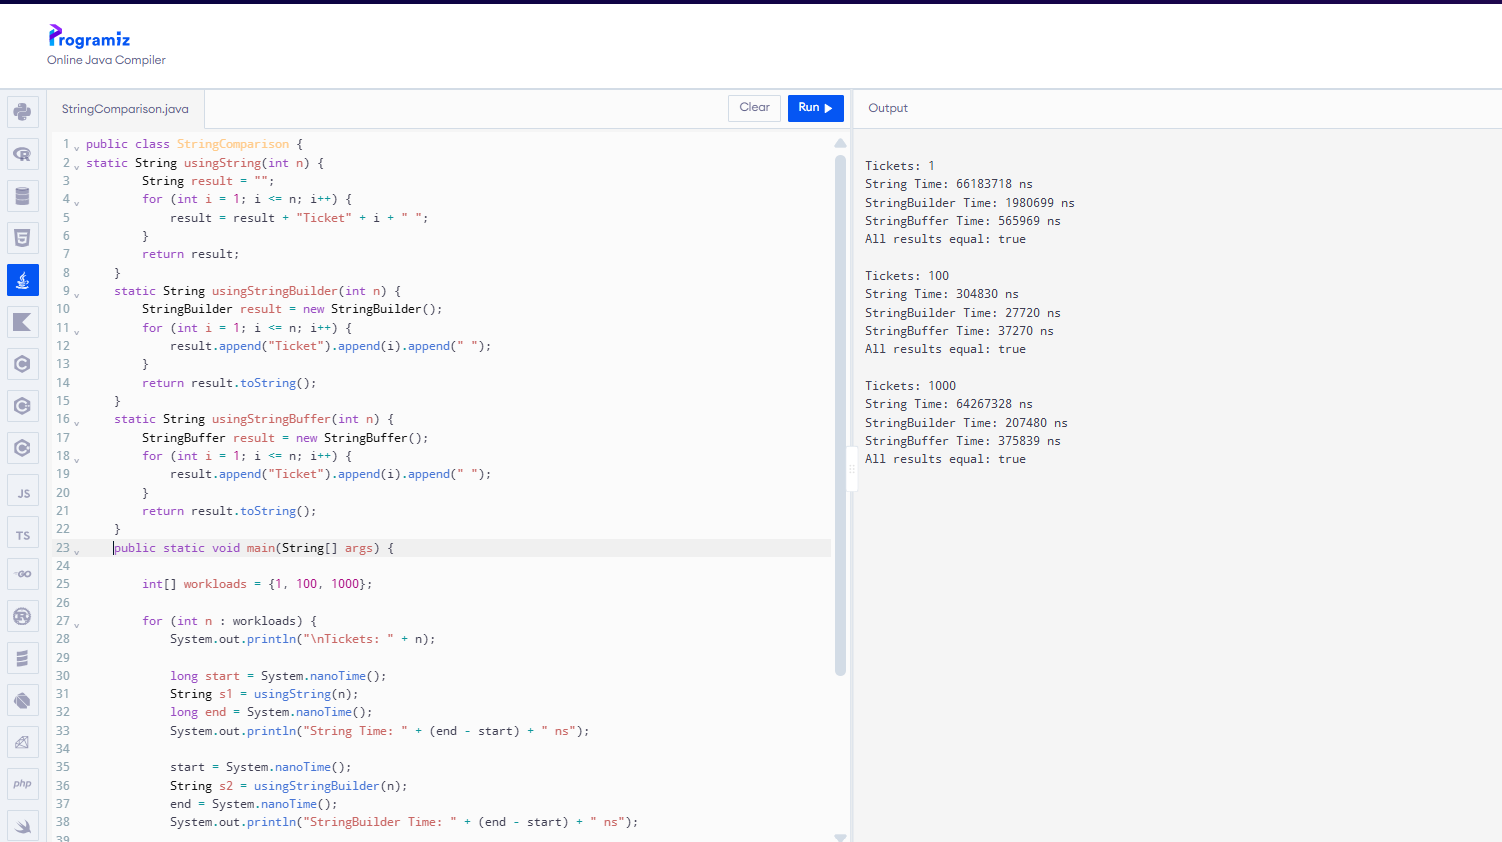 Programiz
Online Java Compiler
StringComparison.java
Clear
Run
Output
1 public class StringComparison {
2 static String usingString(int n) {
3         String result = "";
4         for (int i = 1; i <= n; i++) {
5             result = result + "Ticket" + i + " ";
6         }
7         return result;
8     }
9     static String usingStringBuilder(int n) {
10         StringBuilder result = new StringBuilder();
11         for (int i = 1; i <= n; i++) {
12             result.append("Ticket").append(i).append(" ");
13         }
14         return result.toString();
15     }
16     static String usingStringBuffer(int n) {
17         StringBuffer result = new StringBuffer();
18         for (int i = 1; i <= n; i++) {
19             result.append("Ticket").append(i).append(" ");
20         }
21         return result.toString();
22     }
23     public static void main(String[] args) {
24
25         int[] workloads = {1, 100, 1000};
26
27         for (int n : workloads) {
28             System.out.println("\nTickets: " + n);
29
30             long start = System.nanoTime();
31             String s1 = usingString(n);
32             long end = System.nanoTime();
33             System.out.println("String Time: " + (end - start) + " ns");
34
35             start = System.nanoTime();
36             String s2 = usingStringBuilder(n);
37             end = System.nanoTime();
38             System.out.println("StringBuilder Time: " + (end - start) + " ns");
39
JS
TS
GO
php
Tickets: 1
String Time: 66183718 ns
StringBuilder Time: 1980699 ns
StringBuffer Time: 565969 ns
All results equal: true
Tickets: 100
String Time: 304830 ns
StringBuilder Time: 27720 ns
StringBuffer Time: 37270 ns
All results equal: true
Tickets: 1000
String Time: 64267328 ns
StringBuilder Time: 207480 ns
StringBuffer Time: 375839 ns
All results equal: true